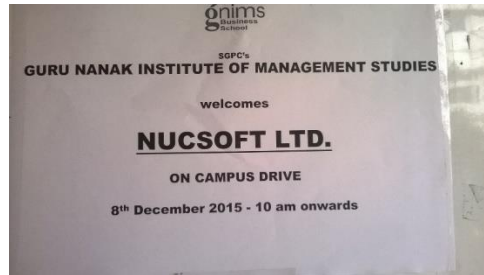 gnims
Business
School
SGPC's
GURU NANAK INSTITUTE OF MANAGEMENT STUDIES
welcomes
NUCSOFT LTD.
ON CAMPUS DRIVE
8th December 2015 - 10 am onwards